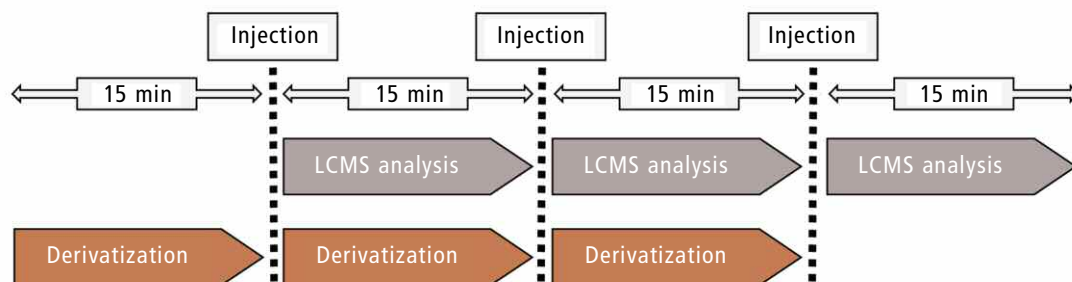 Injection Injection Injection
15 min 15 min 15 min 15 min
LCMS analysis LCMS analysis LCMS analysis
Derivatization Derivatization Derivatization